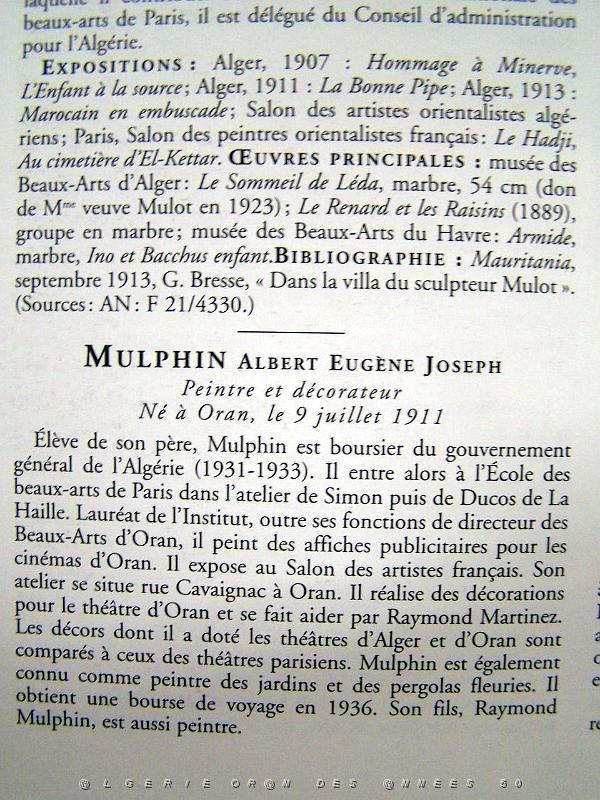 beaux-arts de Paris, il est délégué du Conseil d'administration
pour l'Algérie.
EXPOSITIONS : Alger, 1907 : Hommage à Minerve,
L'Enfant à la source ; Alger, 1911 : La Bonne Pipe ; Alger, 1913 :
Marocain en embuscade ; Salon des artistes orientalistes algé-
riens ; Paris, Salon des peintres orientalistes français : Le Hadji,
Au cimetière d'El-Kettar. ŒUVRES PRINCIPALES : musée des
Beaux-Arts d'Alger : Le Sommeil de Léda, marbre, 54 cm (don
de Mme veuve Mulot en 1923) ; Le Renard et les Raisins (1889),
groupe en marbre ; musée des Beaux-Arts du Havre : Armide,
marbre, Ino et Bacchus enfant.BIBLIOGRAPHIE : Mauritania,
septembre 1913, G. Bresse, « Dans la villa du sculpteur Mulot ».
(Sources : AN : F 21/4330.)
MULPHIN ALBERT EUGÈNE JOSEPH
Peintre et décorateur
Né à Oran, le 9 juillet 1911
Élève de son père, Mulphin est boursier du gouvernement
général de l'Algérie (1931-1933). Il entre alors à l'École des
beaux-arts de Paris dans l'atelier de Simon puis de Ducos de La
Haille. Lauréat de l'Institut, outre ses fonctions de directeur des
Beaux-Arts d'Oran, il peint des affiches publicitaires pour les
cinémas d'Oran. Il expose au Salon des artistes français. Son
atelier se situe rue Cavaignac à Oran. Il réalise des décorations
pour le théâtre d'Oran et se fait aider par Raymond Martinez.
Les décors dont il a doté les théâtres d'Alger et d'Oran sont
comparés à ceux des théâtres parisiens. Mulphin est également
connu comme peintre des jardins et des pergolas fleuries. Il
obtient une bourse de voyage en 1936. Son fils, Raymond
Mulphin, est aussi peintre.
@LGERIE OR@N DES @NNEES 50